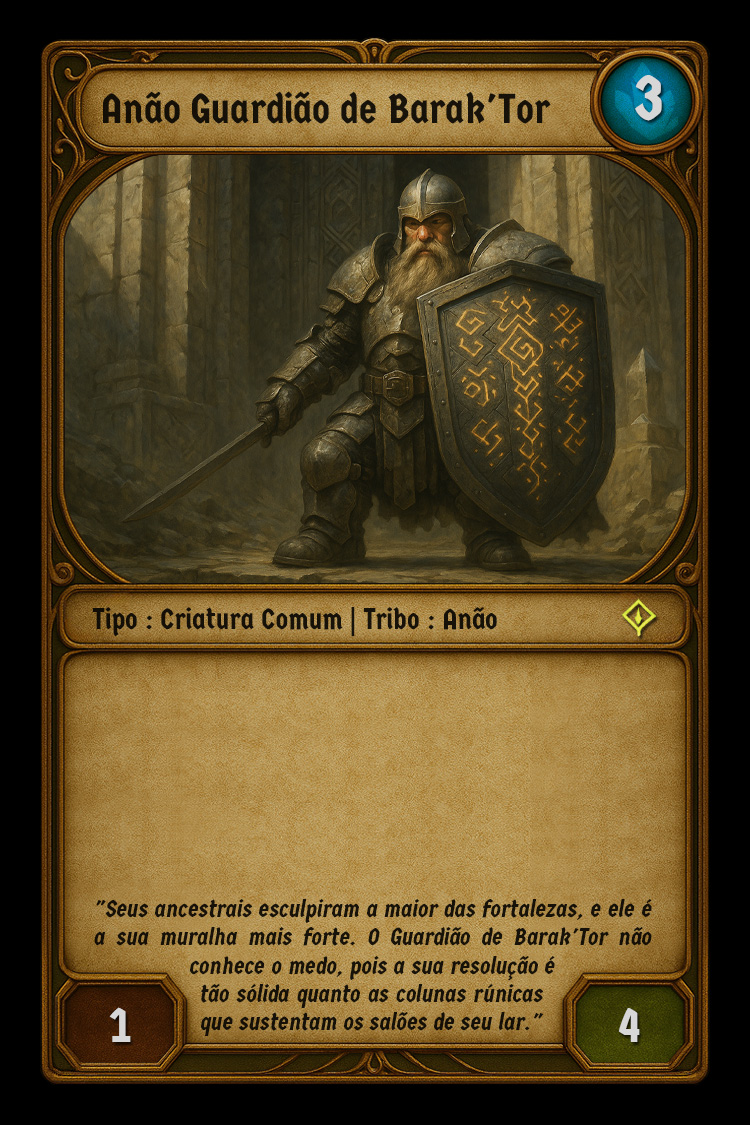 Anão Guardião de Barak'Tor
3
Tipo : Criatura Comum | Tribo : Anão
"Seus ancestrais esculpiram a maior das fortalezas, e ele é
a sua muralha mais forte. O Guardião de Barak'Tor não
conhece o medo, pois a sua resolução é
tão sólida quanto as colunas rúnicas
que sustentam os salões de seu lar."
1
4